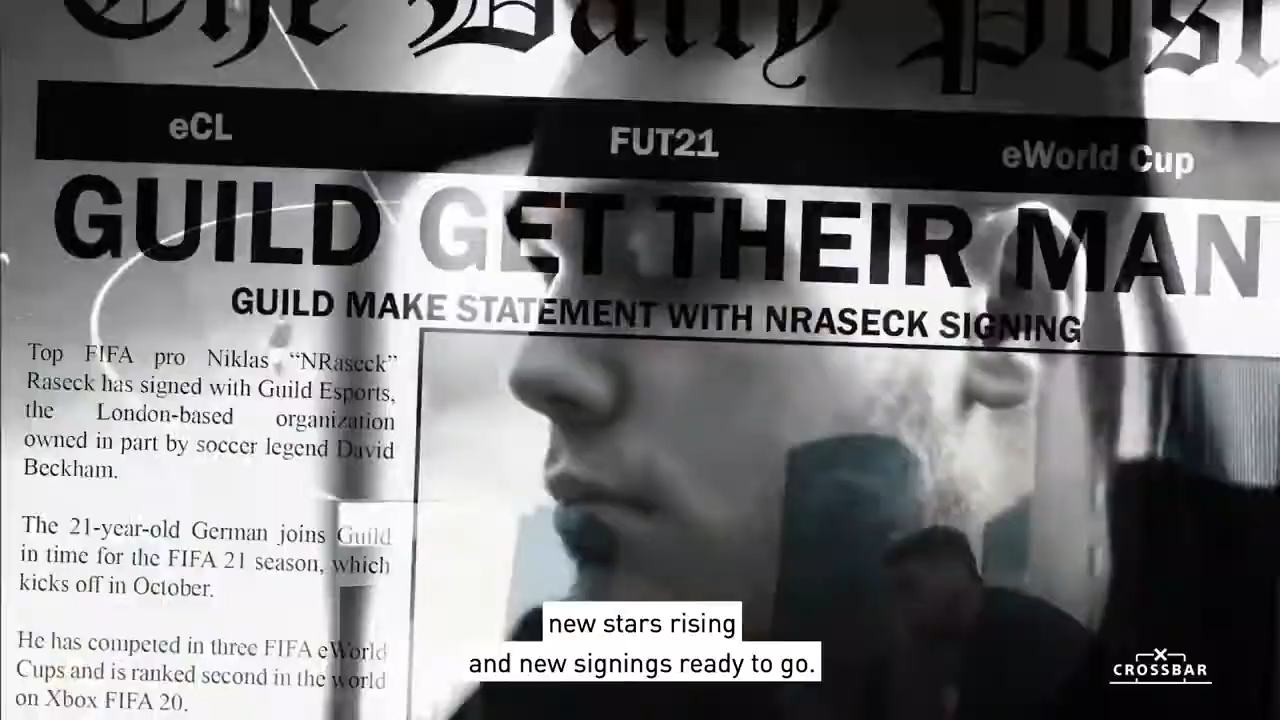 The Daily Post
eCL
FUT21
eWorld Cup
GUILD GET THEIR MAN
GUILD MAKE STATEMENT WITH NRASECK SIGNING
Top FIFA pro Niklas “NRaseck”
Raseck has signed with Guild Esports,
the London-based organization
owned in part by soccer legend David
Beckham.
The 21-year-old German joins Guild
in time for the FIFA 21 season, which
kicks off in October.
He has competed in three FIFA eWorld
Cups and is ranked second in the world
on Xbox FIFA 20.
new stars rising
and new signings ready to go.
CROSSBAR